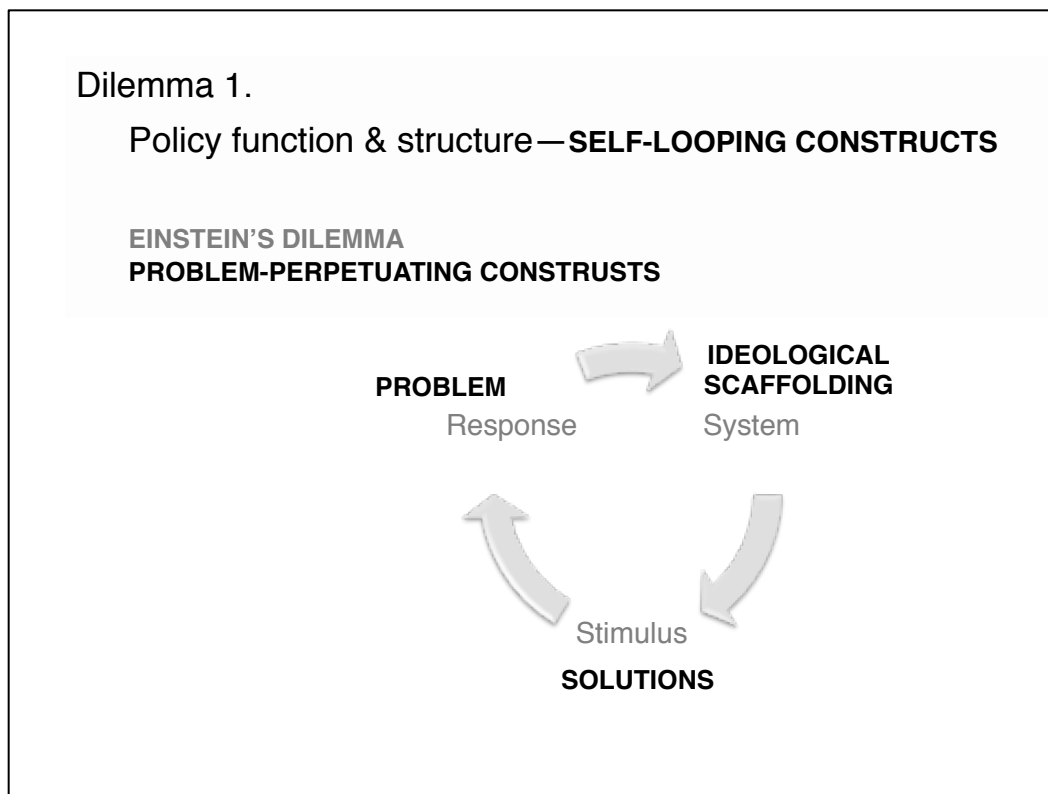 Dilemma 1.
Policy function & structure—SELF-LOOPING CONSTRUCTS
EINSTEIN’S DILEMMA
PROBLEM-PERPETUATING CONSTRUSTS
PROBLEM
Response
IDEOLOGICAL
SCAFFOLDING
System
Stimulus
SOLUTIONS